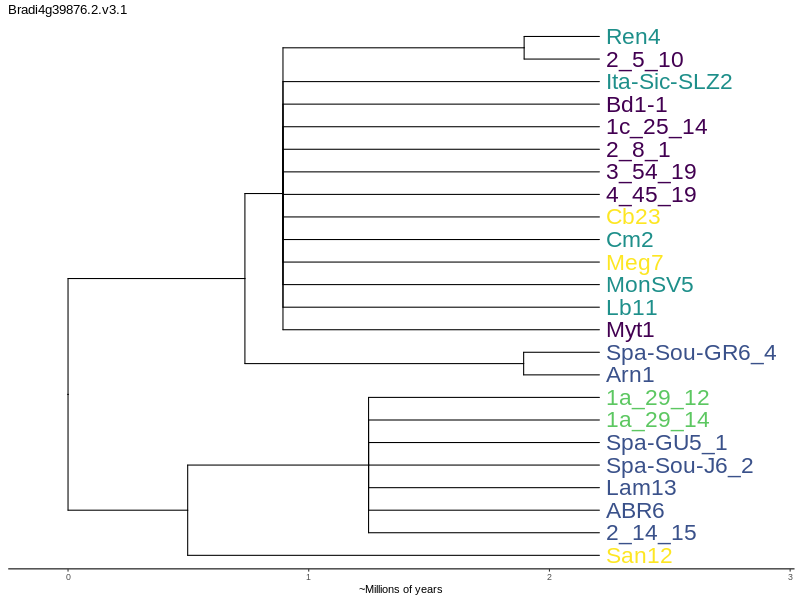 Bradi4g39876.2.v3.1
Ren4
2_5_10
Ita-Sic-SLZ2
Bd1-1
1c_25_14
2_8_1
3_54_19
4_45_19
Cb23
Cm2
Meg7
MonSV5
Lb11
Myt1
Spa-Sou-GR6_4
Arn1
1a_29_12
1a_29_14
Spa-GU5_1
Spa-Sou-J6_2
Lam13
ABR6
2_14_15
San12
0 1 2 3
~Millions of years